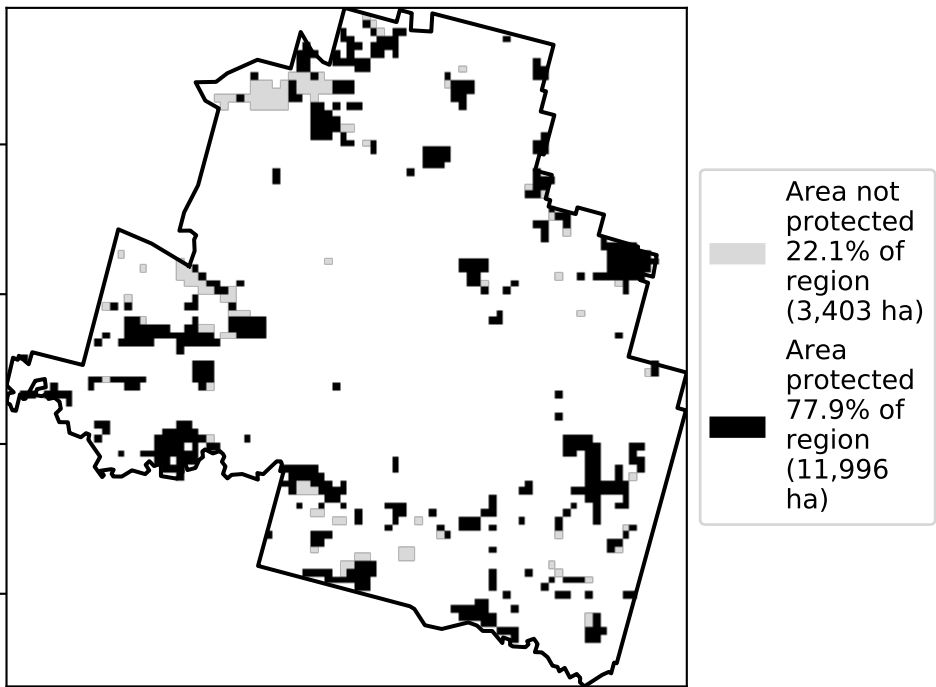 Area not
protected
22.1% of
region
(3,403 ha)
Area
protected
77.9% of
region
(11,996
ha)